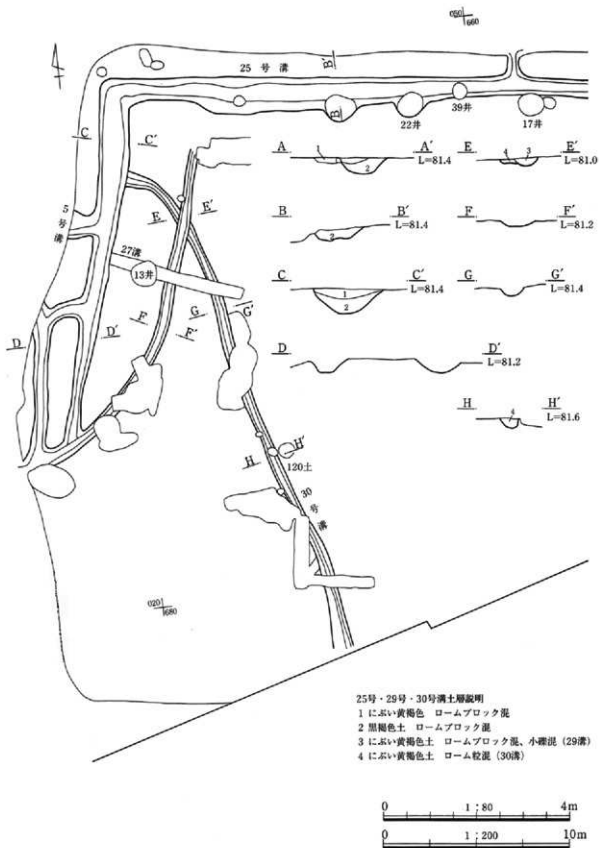 050
660
25 号 溝
B′
B
39井
22井
17井
C
C′
5号溝
E
E′
27溝
13井
F
F′
G
G′
D
D′
H
H′
120土
30号溝
020
680
A
A′
L=81.4
1
2
B
B′
L=81.4
2
C
C′
L=81.4
1
2
D
D′
L=81.2
E
E′
L=81.0
4
3
F
F′
L=81.2
G
G′
L=81.4
H
H′
L=81.6
4
25号・29号・30号溝土層説明
1 にぶい黄褐色 ロームブロック混
2 黒褐色土 ロームブロック混
3 にぶい黄褐色土 ロームブロック混、小礫混(29溝)
4 にぶい黄褐色土 ローム粒混(30溝)
0 1:80 4m
0 1:200 10m